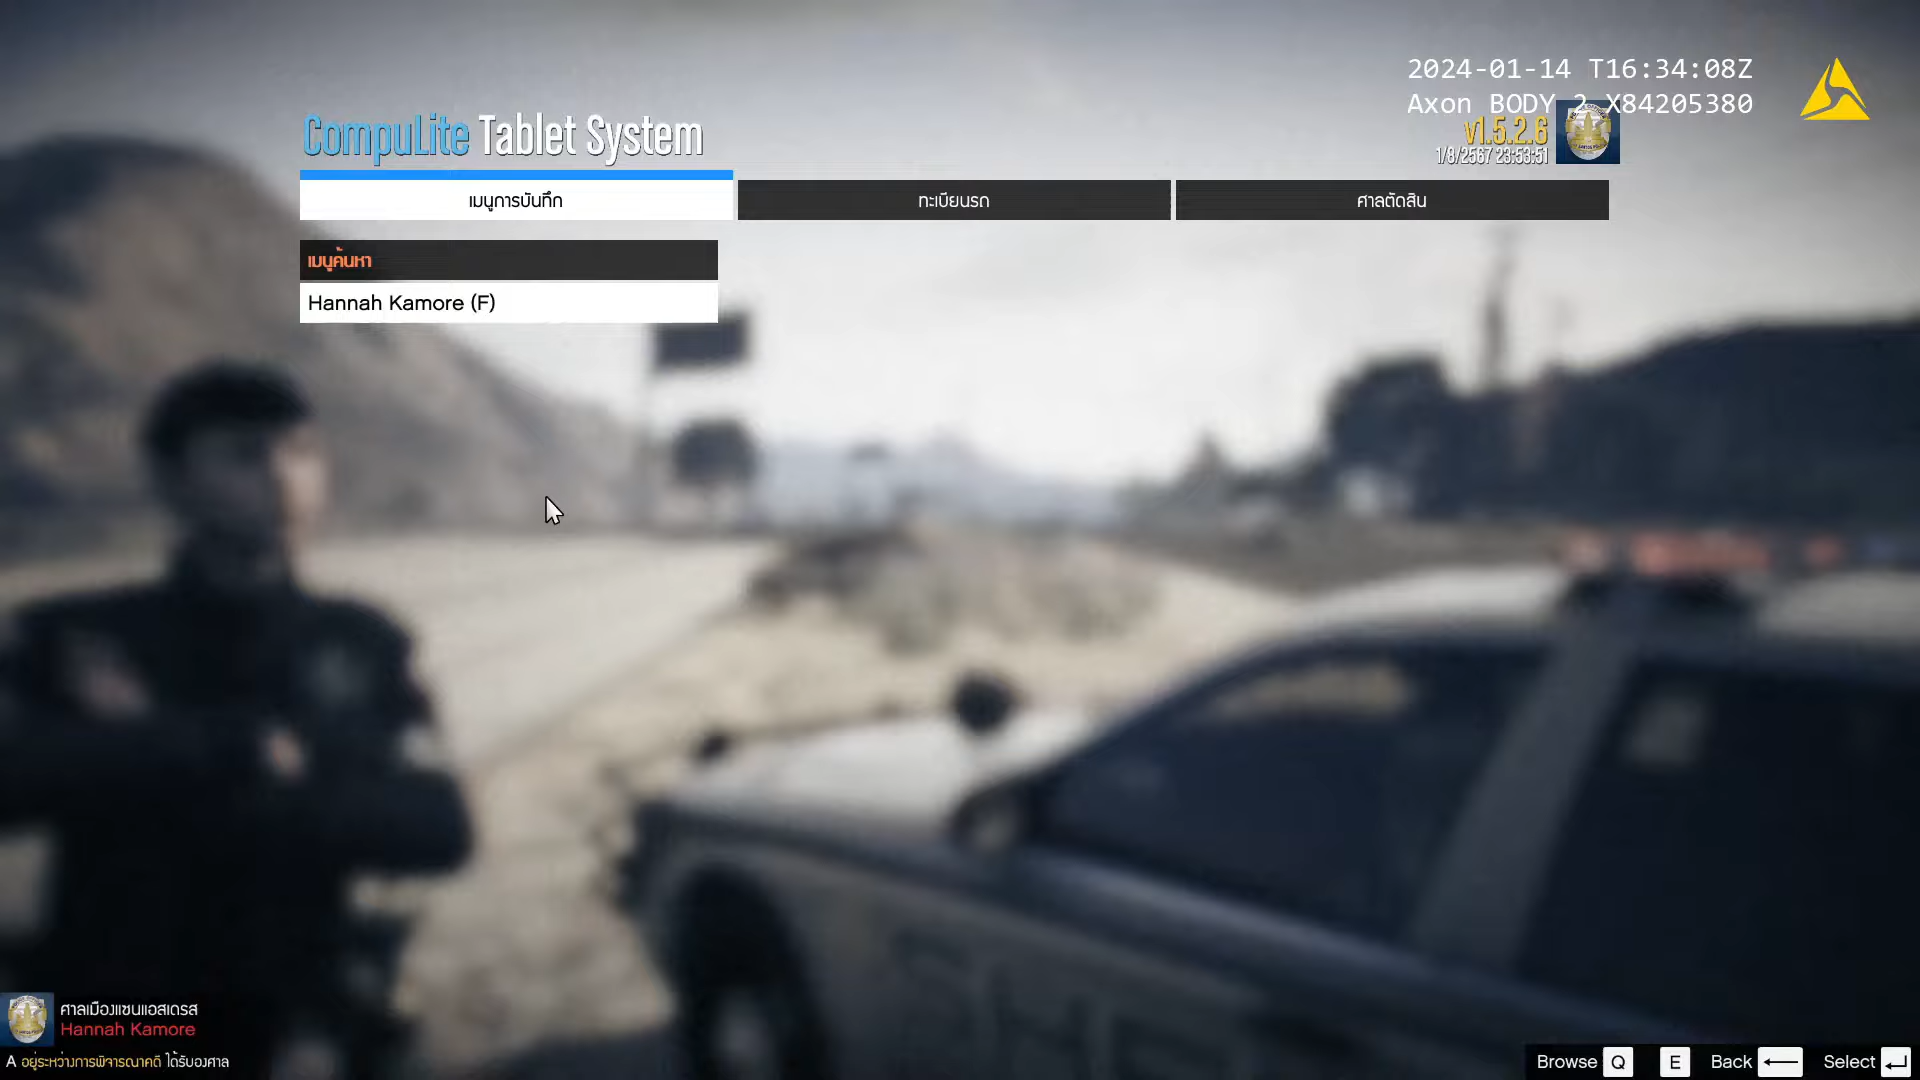 2024-01-14 T16:34:08Z
Axon BODY 2 X84205380
CompuLite Tablet System
v1.5.2.6
1/8/2567 23:53:51
เมนูการบันทึก
ทะเบียนรถ
ศาลตัดสิน
เมนูค้นหา
Hannah Kamore (F)
ศาลเมืองแซนแอสเดรส
Hannah Kamore
A อยู่ระหว่างการพิจารณาคดี ได้รับองศาล
Browse Q E Back Select